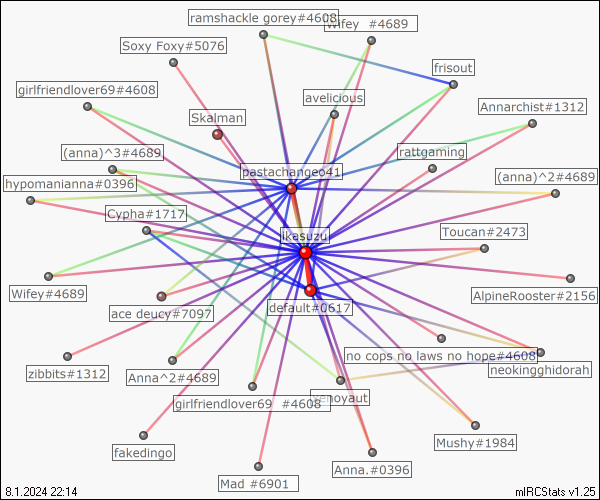 ramshackle gorey#4608
Wifey  #4689
Soxy Foxy#5076
frisout
girlfriendlover69#4608
avelicious
Annarchist#1312
Skalman
(anna)^3#4689
rattgaming
pastachangeo41
hypomanianna#0396
(anna)^2#4689
Cypha#1717
Toucan#2473
ikasuzu
Wifey#4689
AlpineRooster#2156
ace deucy#7097
default#0617
no cops no laws no hope#4608
zibbits#1312
Anna^2#4689
neokingghidorah
girlfriendlover69  #4608
xenoyaut
fakedingo
Mushy#1984
Mad #6901
Anna.#0396
8.1.2024 22:14
mIRCStats v1.25